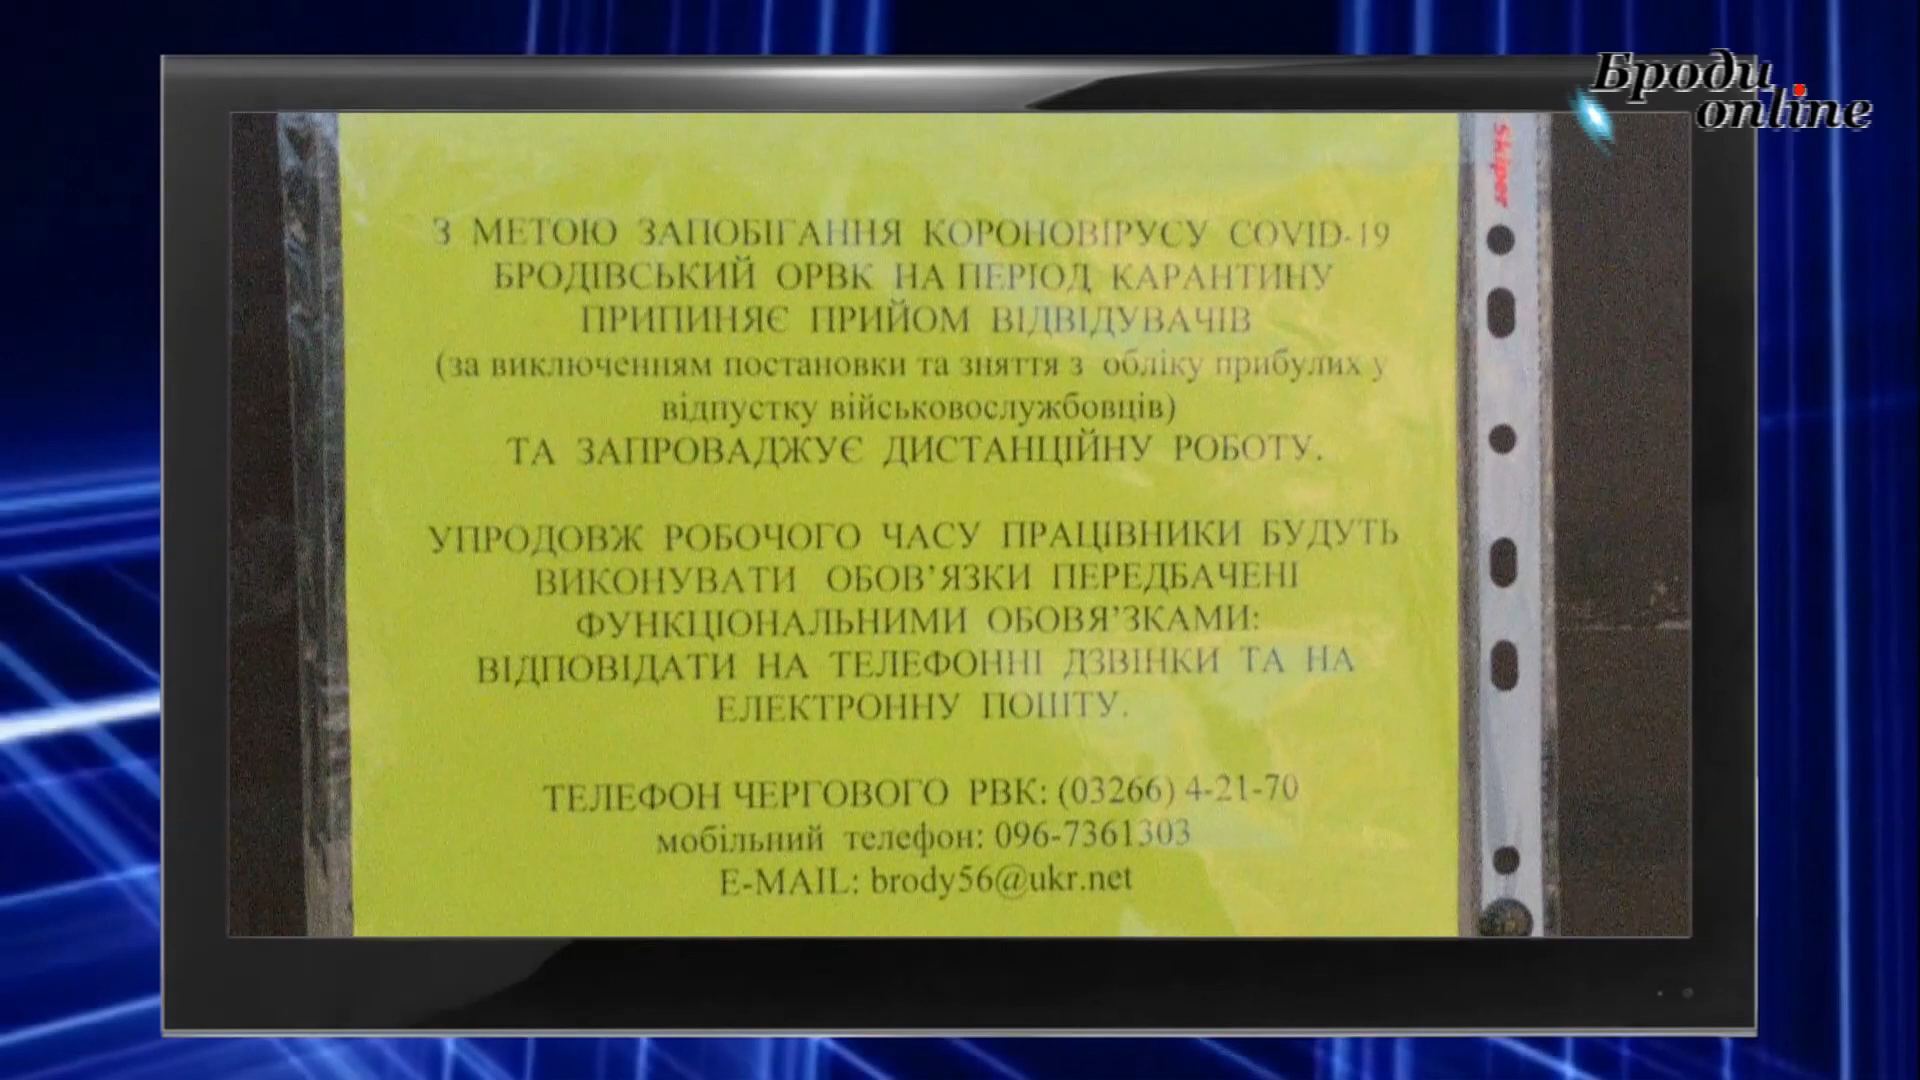 Броди
online
Skiper
З МЕТОЮ ЗАПОБІГАННЯ КОРОНОВІРУСУ COVID-19
БРОДІВСЬКИЙ ОРВК НА ПЕРІОД КАРАНТИНУ
ПРИПИНЯЄ ПРИЙОМ ВІДВІДУВАЧІВ
(за виключенням постановки та зняття з обліку прибулих у
відпустку військовослужбовців)
ТА ЗАПРОВАДЖУЄ ДИСТАНЦІЙНУ РОБОТУ.
УПРОДОВЖ РОБОЧОГО ЧАСУ ПРАЦІВНИКИ БУДУТЬ
ВИКОНУВАТИ ОБОВ’ЯЗКИ ПЕРЕДБАЧЕНІ
ФУНКЦІОНАЛЬНИМИ ОБОВЯ’ЗКАМИ:
ВІДПОВІДАТИ НА ТЕЛЕФОННІ ДЗВІНКИ ТА НА
ЕЛЕКТРОННУ ПОШТУ.
ТЕЛЕФОН ЧЕРГОВОГО РВК: (03266) 4-21-70
мобільний телефон: 096-7361303
E-MAIL: brody56@ukr.net